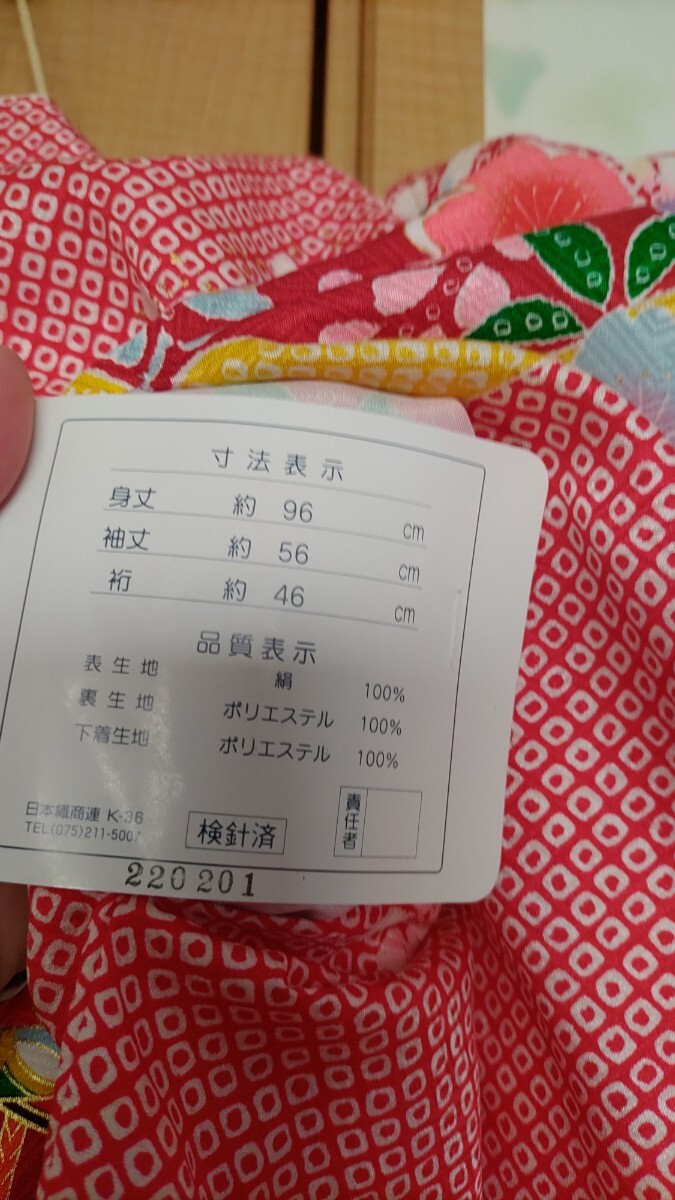 寸法表示
身丈 約 96 cm
袖丈 約 56 cm
裄 約 46 cm
品質表示
表生地 絹 100%
裏生地 ポリエステル 100%
下着生地 ポリエステル 100%
日本織商連 K-36
TEL(075)211-5007
検針済
責任者
220201